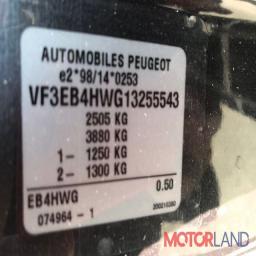 AUTOMOBILES PEUGEOT
e2*98/14*0253
VF3EB4HWG13255543
2505 KG
3880 KG
1- 1250 KG
2- 1300 KG
EB4HWG
0.50
074964 - 1
MOTORLAND